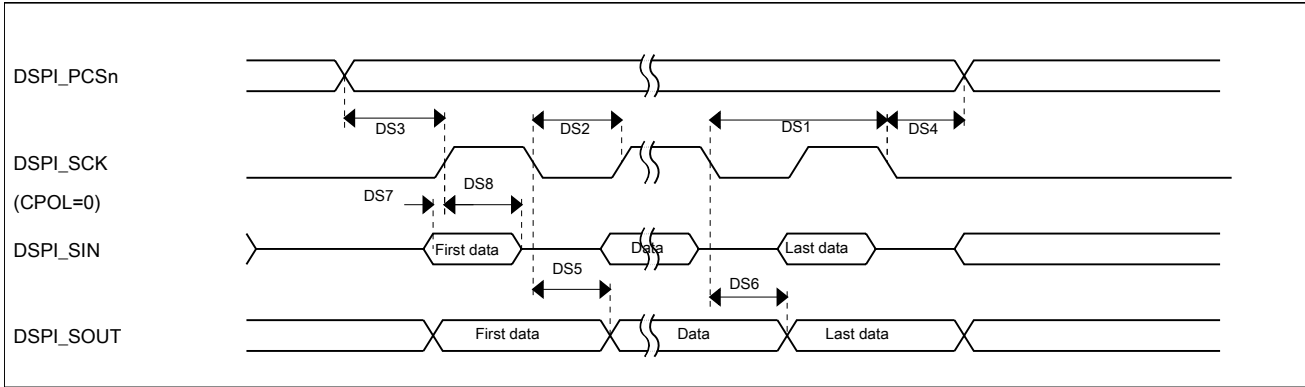 DSPI_PCSn
DS3
DS2
DS1
DS4
DSPI_SCK
(CPOL=0)
DS7
DS8
DSPI_SIN
First data
Data
Last data
DS5
DS6
DSPI_SOUT
First data
Data
Last data